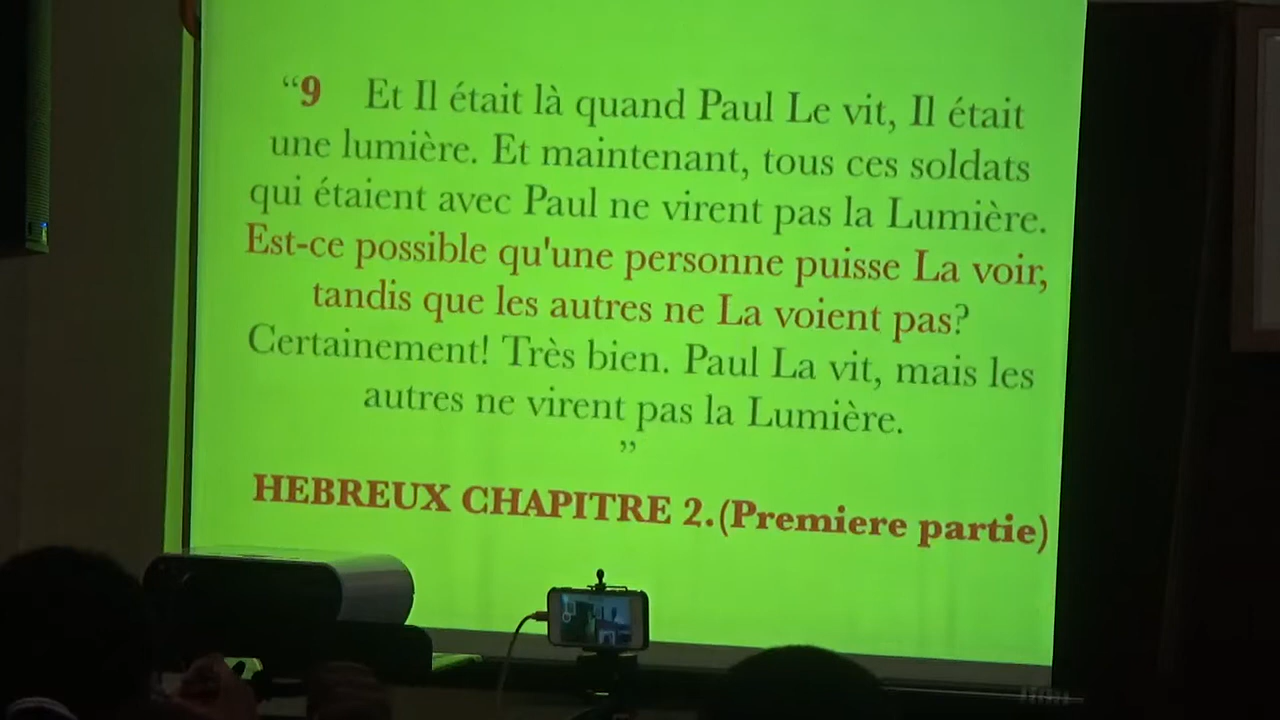 “9 Et Il était là quand Paul Le vit, Il était
une lumière. Et maintenant, tous ces soldats
qui étaient avec Paul ne virent pas la Lumière.
Est-ce possible qu'une personne puisse La voir,
tandis que les autres ne La voient pas?
Certainement! Très bien. Paul La vit, mais les
autres ne virent pas la Lumière.
”
HEBREUX CHAPITRE 2.(Premiere partie)